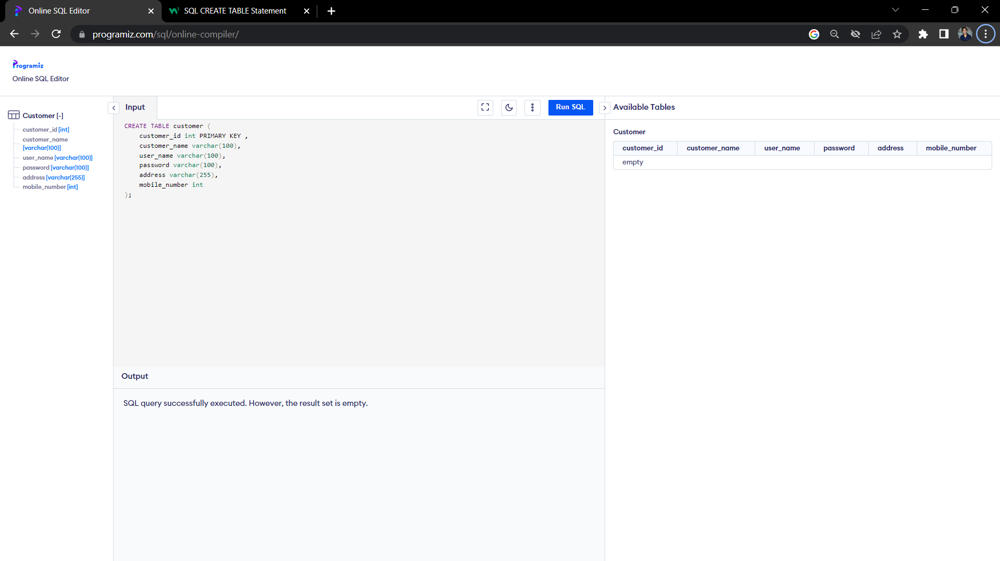 Online SQL Editor
SQL CREATE TABLE Statement
programiz.com/sql/online-compiler/
Programiz
Online SQL Editor
Customer [-]
customer_id [int]
customer_name
[varchar(100)]
user_name [varchar(100)]
password [varchar(100)]
address [varchar(255)]
mobile_number [int]
Input
Run SQL
CREATE TABLE customer (
    customer_id int PRIMARY KEY ,
    customer_name varchar(100),
    user_name varchar(100),
    password varchar(100),
    address varchar(255),
    mobile_number int
);
Output
SQL query successfully executed. However, the result set is empty.
Available Tables
Customer
customer_id customer_name user_name password address mobile_number
empty